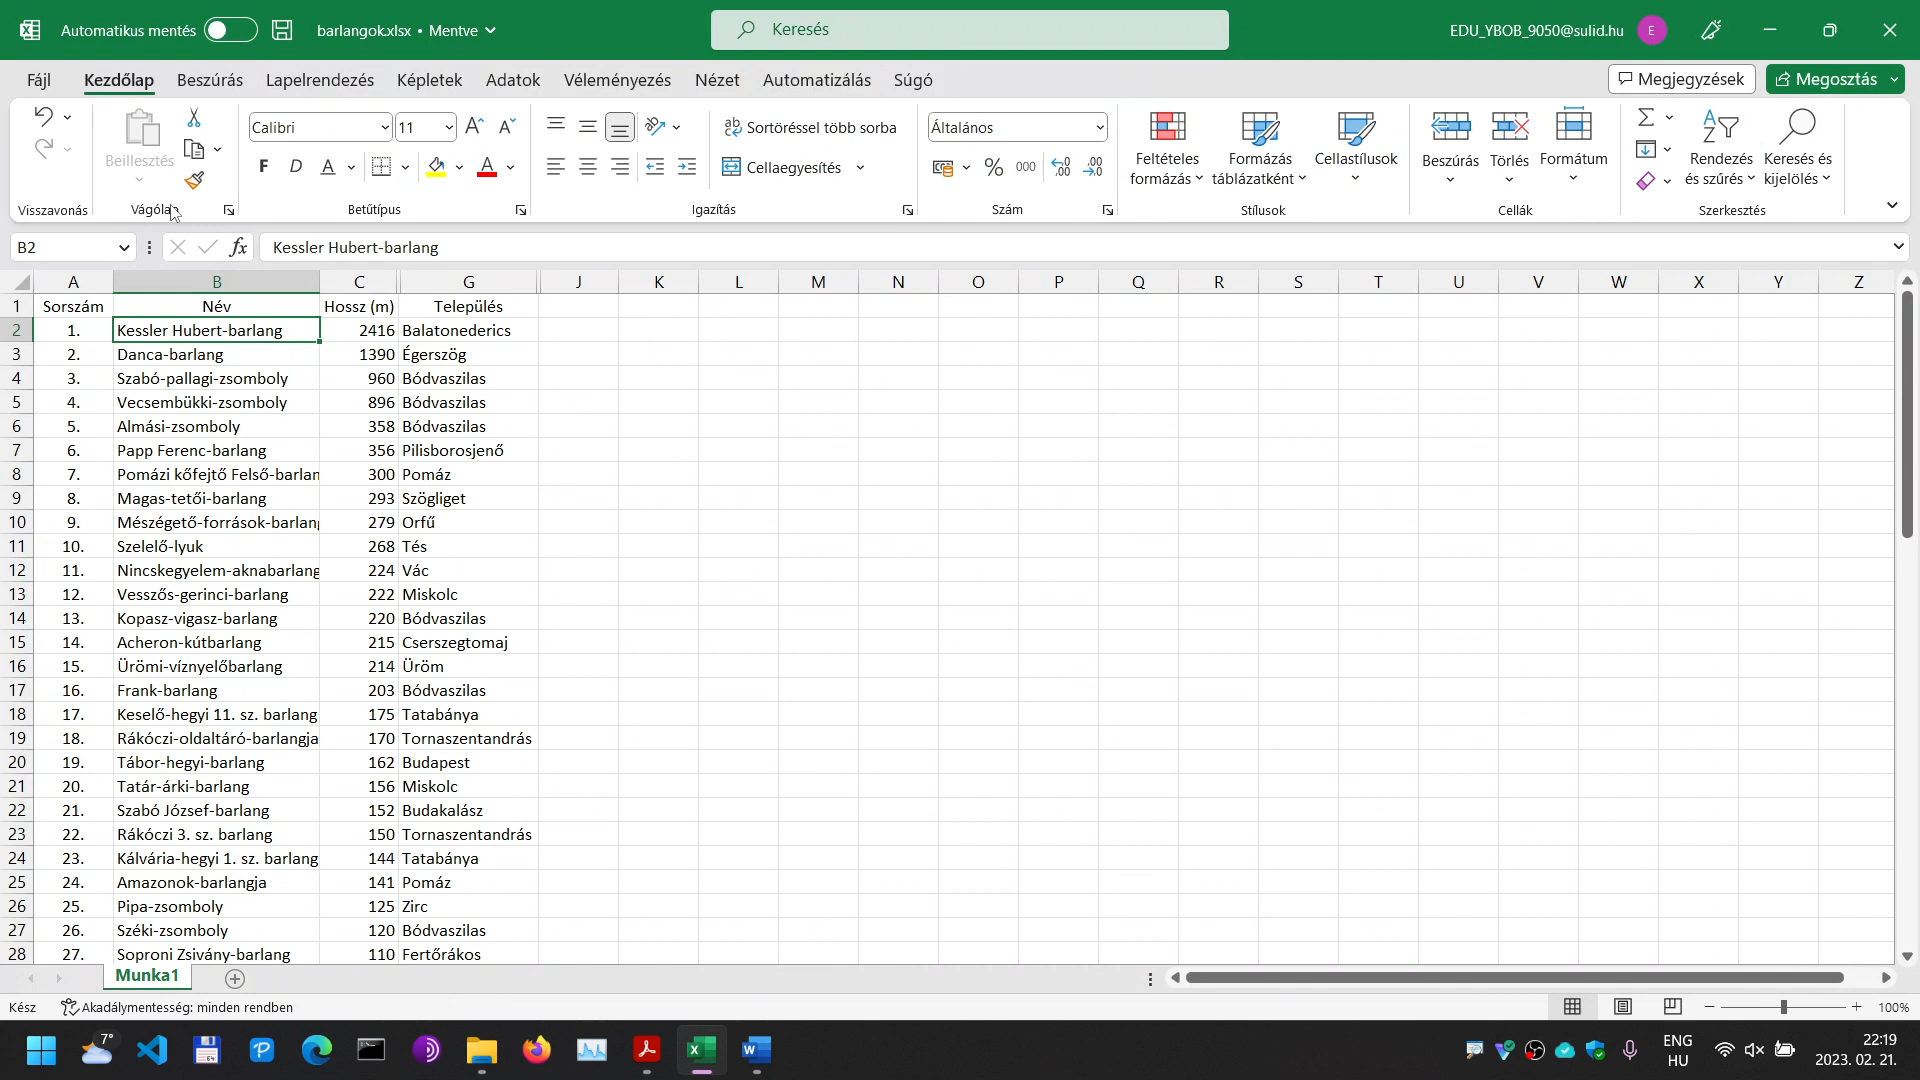 Automatikus mentés barlangok.xlsx • Mentve Keresés EDU_YBOB_9050@sulid.hu E
Fájl Kezdőlap Beszúrás Lapelrendezés Képletek Adatok Véleményezés Nézet Automatizálás Súgó Megjegyzések Megosztás
Calibri 11 Sortöréssel több sorba Általános
Beillesztés F D A A Cellaegyesítés % 000
Feltételes formázás Formázás táblázatként Cellastílusok Beszúrás Törlés Formátum Rendezés és szűrés Keresés és kijelölés
Visszavonás Vágólap Betűtípus Igazítás Szám Stílusok Cellák Szerkesztés
B2 fx Kessler Hubert-barlang
A B C G J K L M N O P Q R S T U V W X Y Z
1 Sorszám Név Hossz (m) Település
2 1. Kessler Hubert-barlang 2416 Balatonederics
3 2. Danca-barlang 1390 Égerszög
4 3. Szabó-pallagi-zsomboly 960 Bódvaszilas
5 4. Vecsembükki-zsomboly 896 Bódvaszilas
6 5. Almási-zsomboly 358 Bódvaszilas
7 6. Papp Ferenc-barlang 356 Pilisborosjenő
8 7. Pomázi kőfejtő Felső-barlan 300 Pomáz
9 8. Magas-tetői-barlang 293 Szögliget
10 9. Mészégető-források-barlang 279 Orfű
11 10. Szelelő-lyuk 268 Tés
12 11. Nincskegyelem-aknabarlang 224 Vác
13 12. Vesszős-gerinci-barlang 222 Miskolc
14 13. Kopasz-vigasz-barlang 220 Bódvaszilas
15 14. Acheron-kútbarlang 215 Cserszegtomaj
16 15. Ürömi-víznyelőbarlang 214 Üröm
17 16. Frank-barlang 203 Bódvaszilas
18 17. Keselő-hegyi 11. sz. barlang 175 Tatabánya
19 18. Rákóczi-oldaltáró-barlangja 170 Tornaszentandrás
20 19. Tábor-hegyi-barlang 162 Budapest
21 20. Tatár-árki-barlang 156 Miskolc
22 21. Szabó József-barlang 152 Budakalász
23 22. Rákóczi 3. sz. barlang 150 Tornaszentandrás
24 23. Kálvária-hegyi 1. sz. barlang 144 Tatabánya
25 24. Amazonok-barlangja 141 Pomáz
26 25. Pipa-zsomboly 125 Zirc
27 26. Széki-zsomboly 120 Bódvaszilas
28 27. Soproni Zsivány-barlang 110 Fertőrákos
Munka1
Kész Akadálymentesség: minden rendben 100%
7° ENG 22:19
HU 2023. 02. 21.